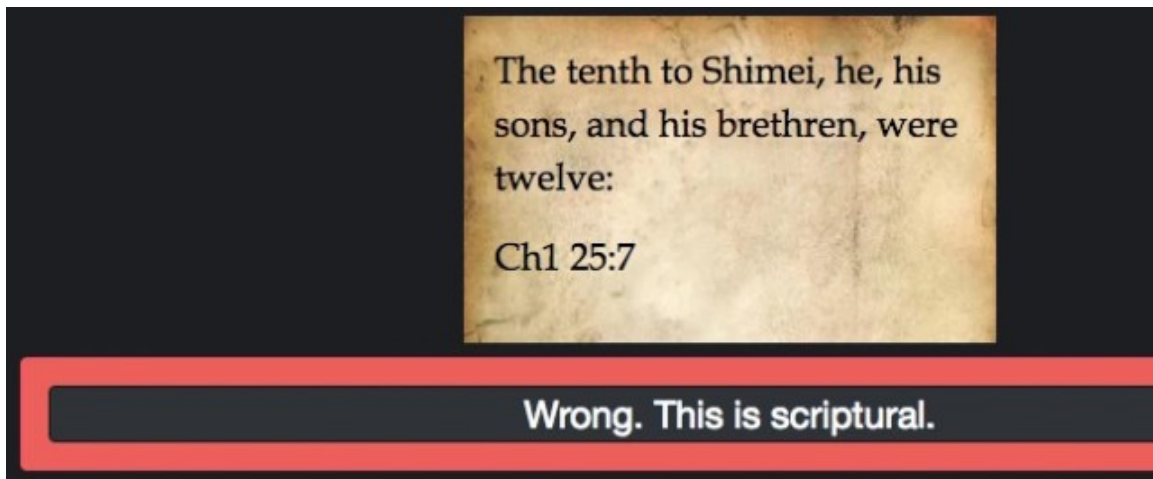 The tenth to Shimei, he, his
sons, and his brethren, were
twelve:
Ch1 25:7
Wrong. This is scriptural.